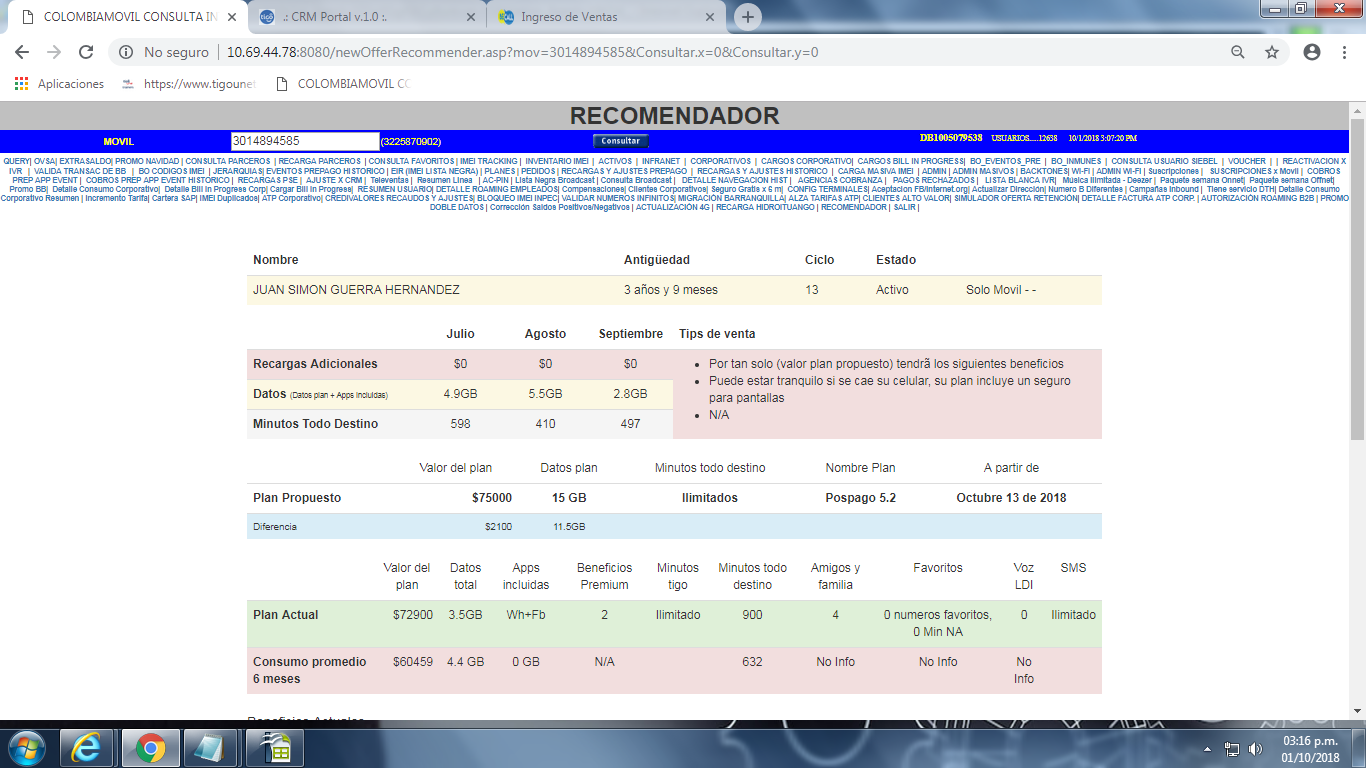 COLOMBIAMOVIL CONSULTA IN
.: CRM Portal v.1.0 :.
Ingreso de Ventas
No seguro
10.69.44.78:8080/newOfferRecommender.asp?mov=3014894585&Consultar.x=0&Consultar.y=0
Aplicaciones
https://www.tigoune
COLOMBIAMOVIL CO
RECOMENDADOR
MOVIL 3014894585 (3225870902) Consultar DB1005079538 USUARIOS.....12638 10/1/2018 3:07:20 PM
QUERY| OVSA| EXTRASALDO| PROMO NAVIDAD | CONSULTA PARCEROS | RECARGA PARCEROS | CONSULTA FAVORITOS | IMEI TRACKING | INVENTARIO IMEI | ACTIVOS | INFRANET | CORPORATIVOS | CARGOS CORPORATIVO| CARGOS BILL IN PROGRESS| BO_EVENTOS_PRE | BO_INMUNES | CONSULTA USUARIO SIEBEL | VOUCHER | | REACTIVACION X
IVR | VALIDA TRANSAC DE BB | BO CODIGOS IMEI | JERARQUIAS| EVENTOS PREPAGO HISTORICO | EIR (IMEI LISTA NEGRA) | PLANES | PEDIDOS | RECARGAS Y AJUSTES PREPAGO | RECARGAS Y AJUSTES HISTORICO | CARGA MASIVA IMEI | ADMIN | ADMIN MASIVOS | BACKTONES| WI-FI | ADMIN WI-FI | Suscripciones | SUSCRIPCIONES x Movil | COBROS
PREP APP EVENT | COBROS PREP APP EVENT HISTORICO | RECARGAS PSE | AJUSTE X CRM | Televentas | Resumen Linea | AC-PIN | Lista Negra Broadcast | Consulta Broadcast | DETALLE NAVEGACION HIST | AGENCIAS COBRANZA | PAGOS RECHAZADOS | LISTA BLANCA IVR| Música Ilimitada - Deezer | Paquete semana Onnet| Paquete semana Offnet|
Promo BB| Detalle Consumo Corporativo| Detalle Bill In Progress Corp| Cargar Bill In Progress| RESUMEN USUARIO| DETALLE ROAMING EMPLEADOS| Compensaciones| Clientes Corporativos| Seguro Gratis x 6 m| CONFIG TERMINALES| Aceptacion FB/Internet.org| Actualizar Dirección| Numero B Diferentes | Campañas Inbound | Tiene servicio DTH| Detalle Consumo
Corporativo Resumen | Incremento Tarifa| Cartera SAP| IMEI Duplicados| ATP Corporativo| CREDIVALORES RECAUDOS Y AJUSTES| BLOQUEO IMEI INPEC| VALIDAR NUMEROS INFINITOS| MIGRACIÓN BARRANQUILLA| ALZA TARIFAS ATP| CLIENTES ALTO VALOR| SIMULADOR OFERTA RETENCIÓN| DETALLE FACTURA ATP CORP. | AUTORIZACIÓN ROAMING B2B | PROMO
DOBLE DATOS | Corrección Saldos Positivos/Negativos | ACTUALIZACIÓN 4G | RECARGA HIDROITUANGO | RECOMENDADOR | SALIR |
Nombre Antigüedad Ciclo Estado
JUAN SIMON GUERRA HERNANDEZ 3 años y 9 meses 13 Activo Solo Movil - -
Julio Agosto Septiembre Tips de venta
Recargas Adicionales $0 $0 $0
Datos (Datos plan + Apps incluidas) 4.9GB 5.5GB 2.8GB
Minutos Todo Destino 598 410 497
• Por tan solo (valor plan propuesto) tendrã los siguientes beneficios
• Puede estar tranquilo si se cae su celular, su plan incluye un seguro
para pantallas
• N/A
Valor del plan Datos plan Minutos todo destino Nombre Plan A partir de
Plan Propuesto $75000 15 GB Ilimitados Pospago 5.2 Octubre 13 de 2018
Diferencia $2100 11.5GB
Valor del plan Datos total Apps incluidas Beneficios Premium Minutos tigo Minutos todo destino Amigos y familia Favoritos Voz LDI SMS
Plan Actual $72900 3.5GB Wh+Fb 2 Ilimitado 900 4 0 numeros favoritos, 0 Min NA 0 Ilimitado
Consumo promedio 6 meses $60459 4.4 GB 0 GB N/A 632 No Info No Info No Info
Beneficios Actuales
03:16 p.m.
01/10/2018